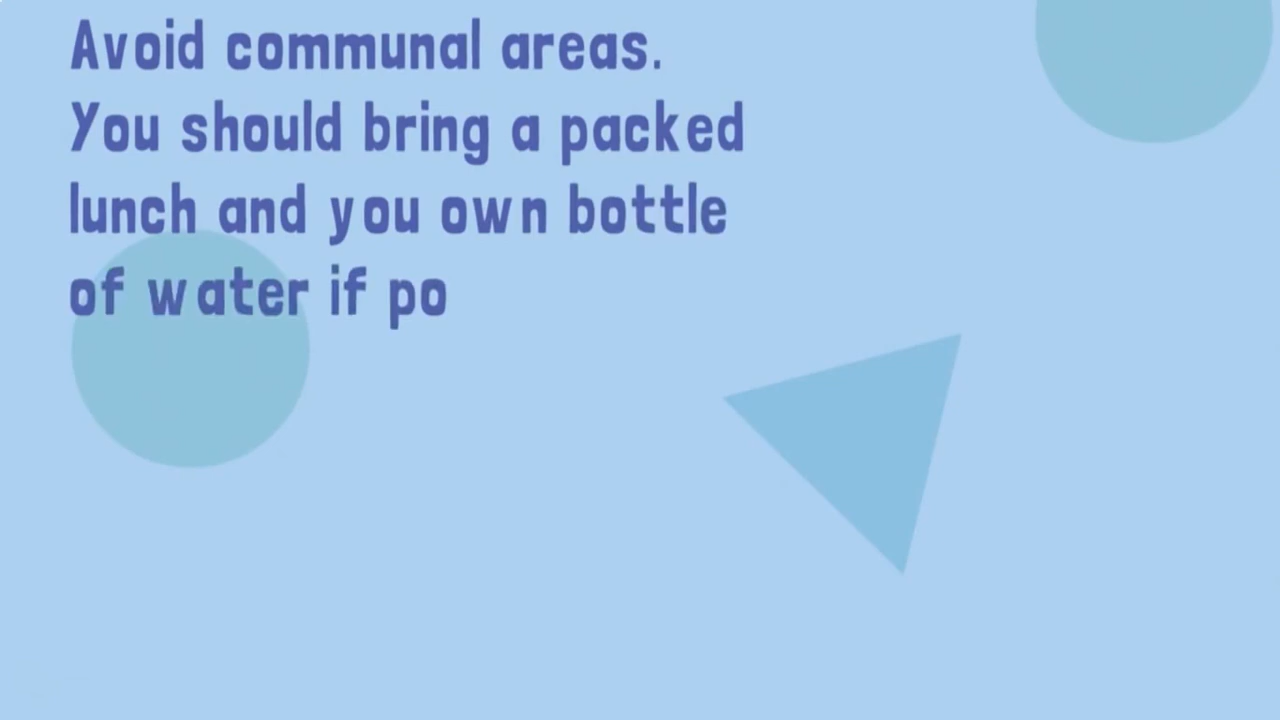 Avoid communal areas.
You should bring a packed
lunch and you own bottle
of water if po